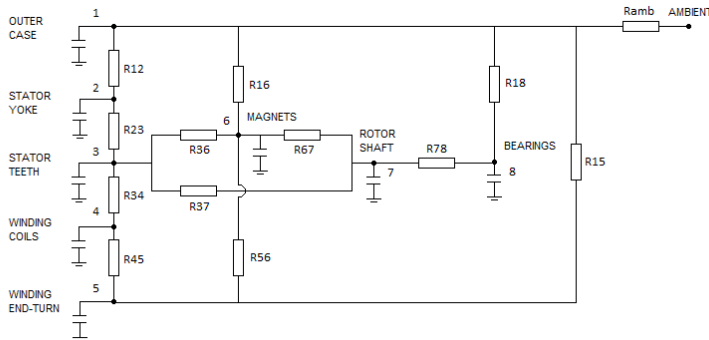 OUTER
CASE
1
Ramb
AMBIENT
R12
R16
R18
STATOR
YOKE
2
R23
6
MAGNETS
STATOR
TEETH
3
R36
R67
ROTOR
SHAFT
R78
BEARINGS
R15
7
8
R34
R37
WINDING
COILS
4
R45
R56
WINDING
END-TURN
5